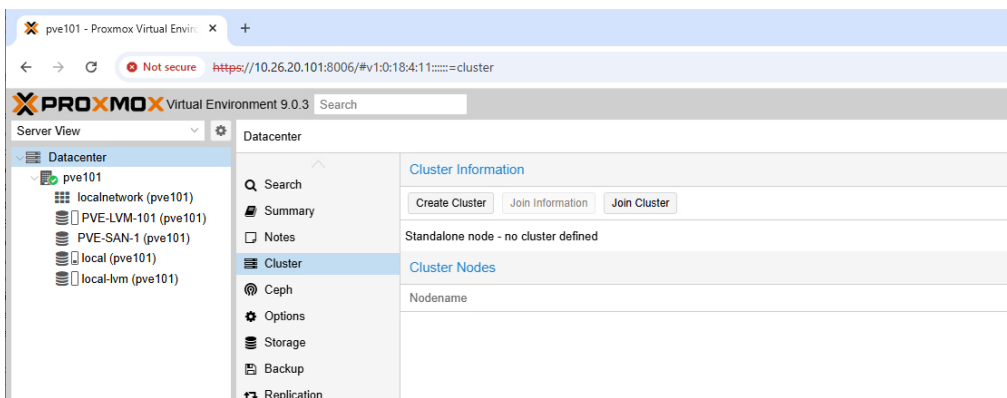 pve101 - Proxmox Virtual Enviro
Not secure https://10.26.20.101:8006/#v1:0:18:4:11::::::=cluster
PROXMOX Virtual Environment 9.0.3 Search
Server View
Datacenter
pve101
localnetwork (pve101)
PVE-LVM-101 (pve101)
PVE-SAN-1 (pve101)
local (pve101)
local-lvm (pve101)
Datacenter
Search
Summary
Notes
Cluster
Ceph
Options
Storage
Backup
Replication
Cluster Information
Create Cluster Join Information Join Cluster
Standalone node - no cluster defined
Cluster Nodes
Nodename